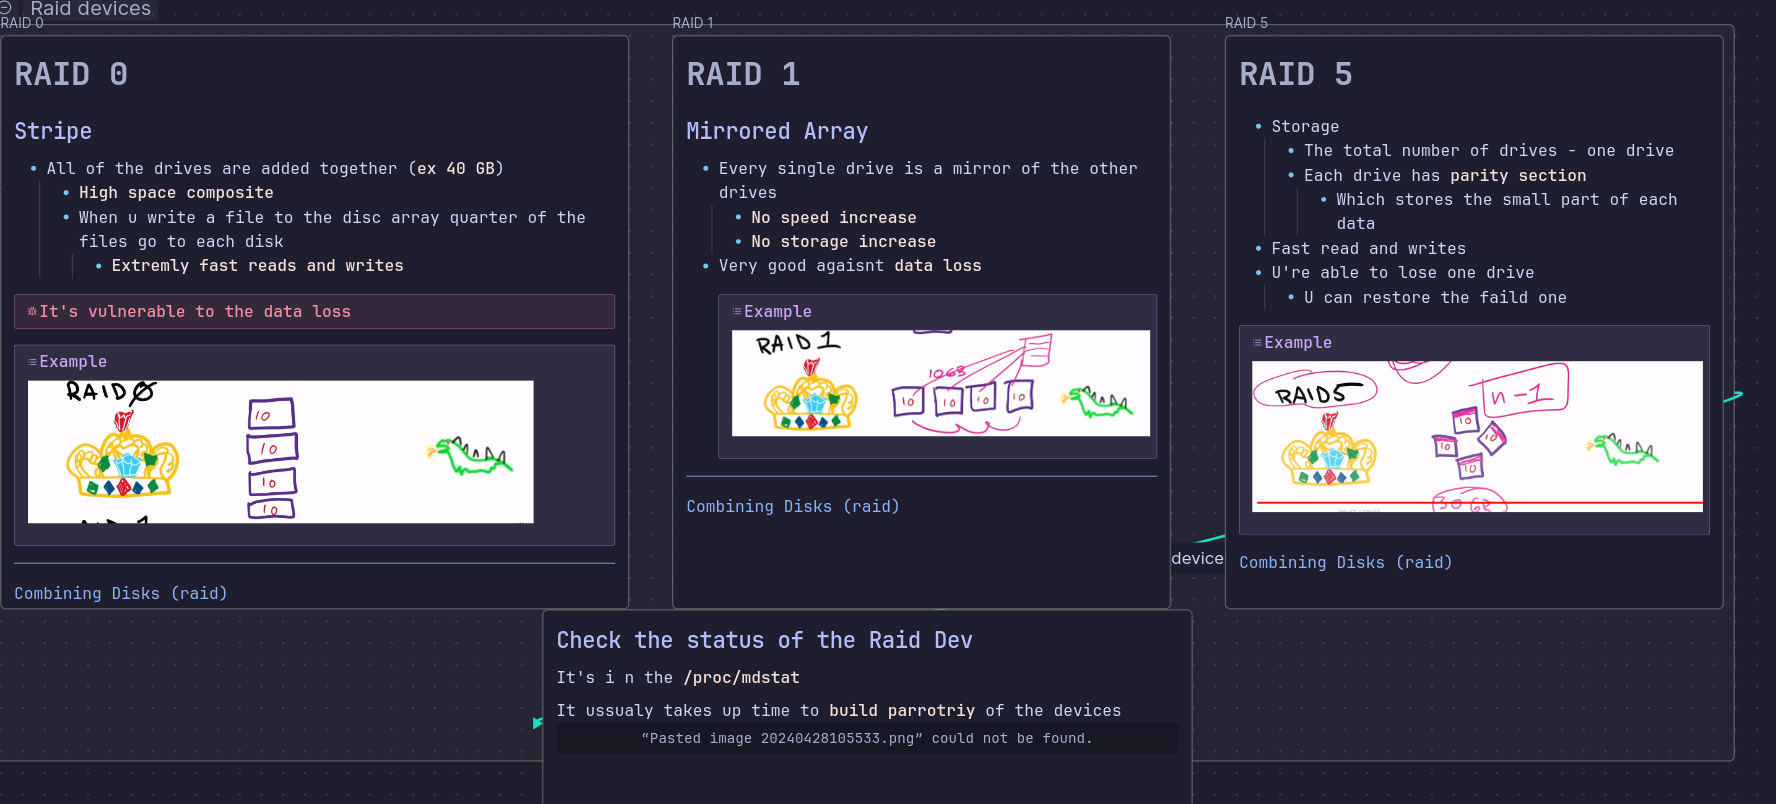 Raid devices
RAID 0
RAID 0
Stripe
All of the drives are added together (ex 40 GB)
High space composite
When u write a file to the disc array quarter of the
files go to each disk
Extremly fast reads and writes
It's vulnerable to the data loss
Example
RAID 0
10
10
10
10
Combining Disks (raid)
RAID 1
RAID 1
Mirrored Array
Every single drive is a mirror of the other
drives
No speed increase
No storage increase
Very good agaisnt data loss
Example
RAID 1
10GB
10
10
10
10
Combining Disks (raid)
device
RAID 5
RAID 5
Storage
The total number of drives - one drive
Each drive has parity section
Which stores the small part of each
data
Fast read and writes
U're able to lose one drive
U can restore the faild one
Example
RAID5
n-1
10
10
10
10
30 GB
Combining Disks (raid)
Check the status of the Raid Dev
It's i n the /proc/mdstat
It ussualy takes up time to build parrotriy of the devices
“Pasted image 20240428105533.png” could not be found.